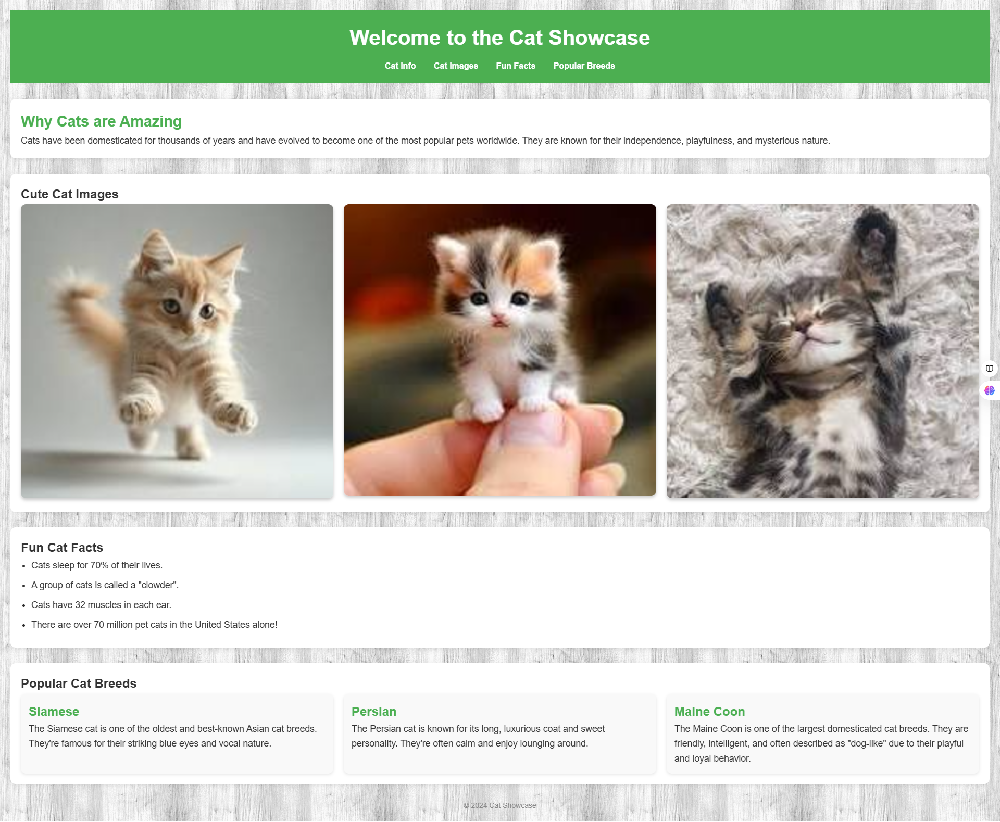 Welcome to the Cat Showcase
Cat Info Cat Images Fun Facts Popular Breeds
Why Cats are Amazing
Cats have been domesticated for thousands of years and have evolved to become one of the most popular pets worldwide. They are known for their independence, playfulness, and mysterious nature.
Cute Cat Images
Fun Cat Facts
• Cats sleep for 70% of their lives.
• A group of cats is called a "clowder".
• Cats have 32 muscles in each ear.
• There are over 70 million pet cats in the United States alone!
Popular Cat Breeds
Siamese
The Siamese cat is one of the oldest and best-known Asian cat breeds.
They're famous for their striking blue eyes and vocal nature.
Persian
The Persian cat is known for its long, luxurious coat and sweet
personality. They're often calm and enjoy lounging around.
Maine Coon
The Maine Coon is one of the largest domesticated cat breeds. They are
friendly, intelligent, and often described as "dog-like" due to their playful
and loyal behavior.
© 2024 Cat Showcase